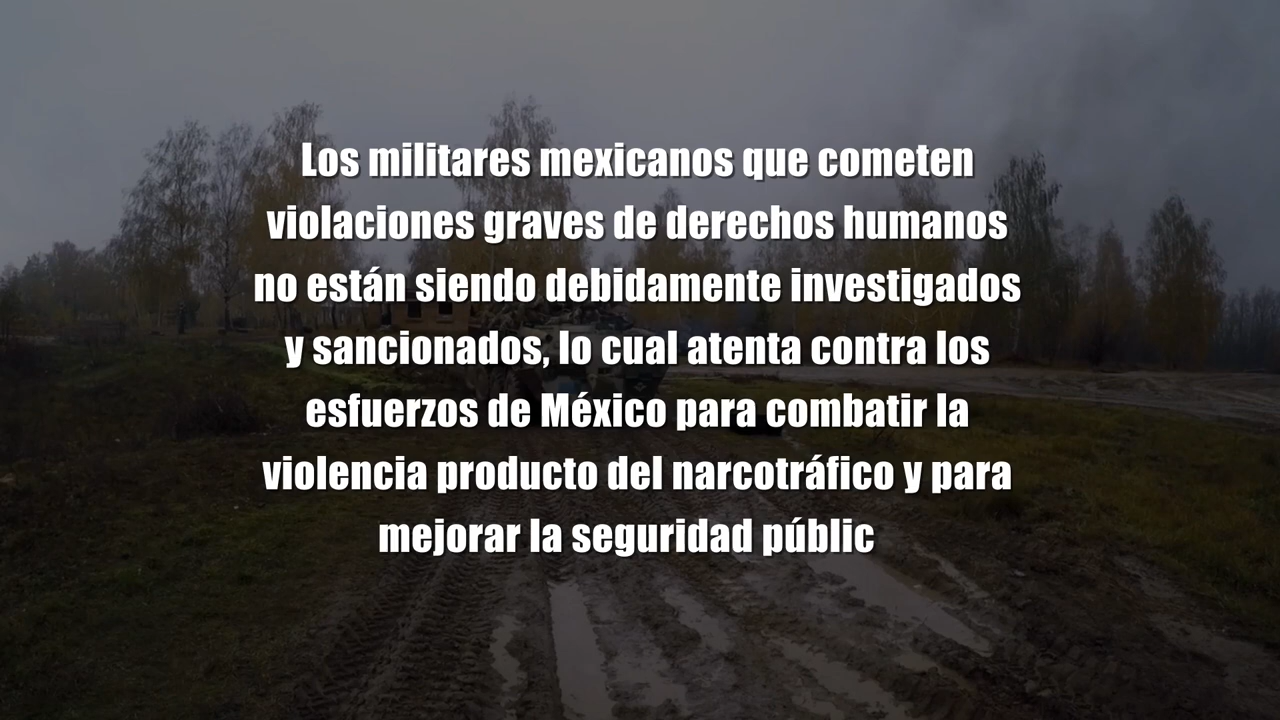 Los militares mexicanos que cometen
violaciones graves de derechos humanos
no están siendo debidamente investigados
y sancionados, lo cual atenta contra los
esfuerzos de México para combatir la
violencia producto del narcotráfico y para
mejorar la seguridad públic